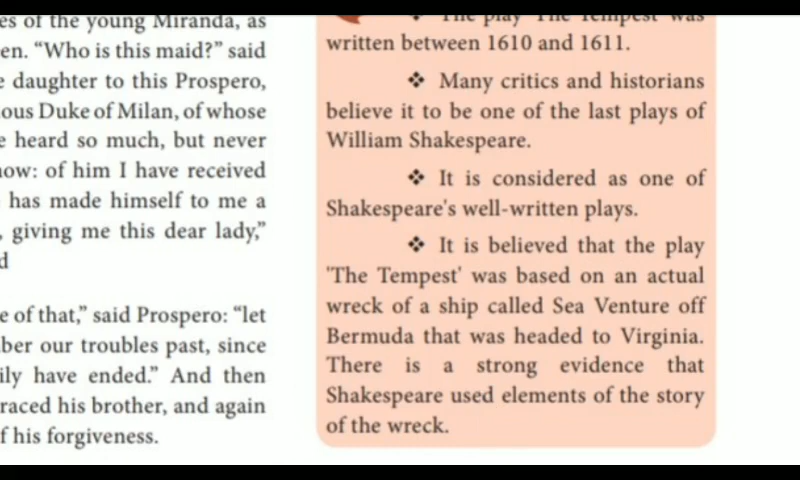 es of the young Miranda, as
en. “Who is this maid?” said
e daughter to this Prospero,
ous Duke of Milan, of whose
e heard so much, but never
now: of him I have received
has made himself to me a
, giving me this dear lady,”
d
e of that,” said Prospero: “let
ber our troubles past, since
ily have ended.” And then
raced his brother, and again
f his forgiveness.
❖ The play The Tempest was
written between 1610 and 1611.
❖ Many critics and historians
believe it to be one of the last plays of
William Shakespeare.
❖ It is considered as one of
Shakespeare's well-written plays.
❖ It is believed that the play
'The Tempest' was based on an actual
wreck of a ship called Sea Venture off
Bermuda that was headed to Virginia.
There is a strong evidence that
Shakespeare used elements of the story
of the wreck.